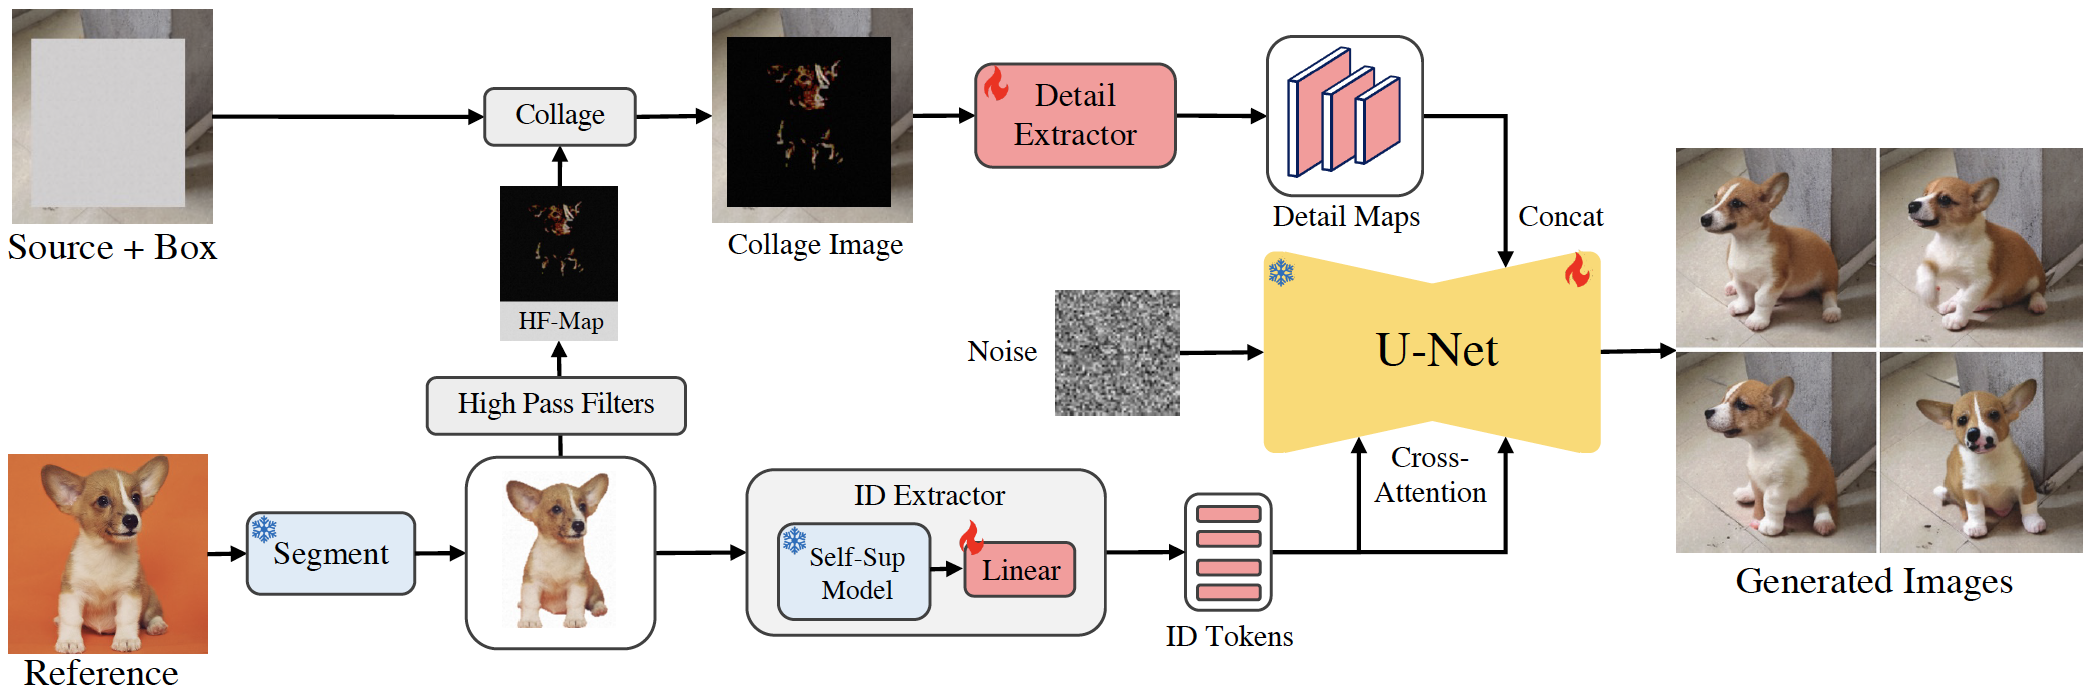 Source + Box
Collage
HF-Map
High Pass Filters
Collage Image
Detail
Extractor
Detail Maps
Concat
Noise
U-Net
Cross-
Attention
Reference
Segment
ID Extractor
Self-Sup
Model
Linear
ID Tokens
Generated Images